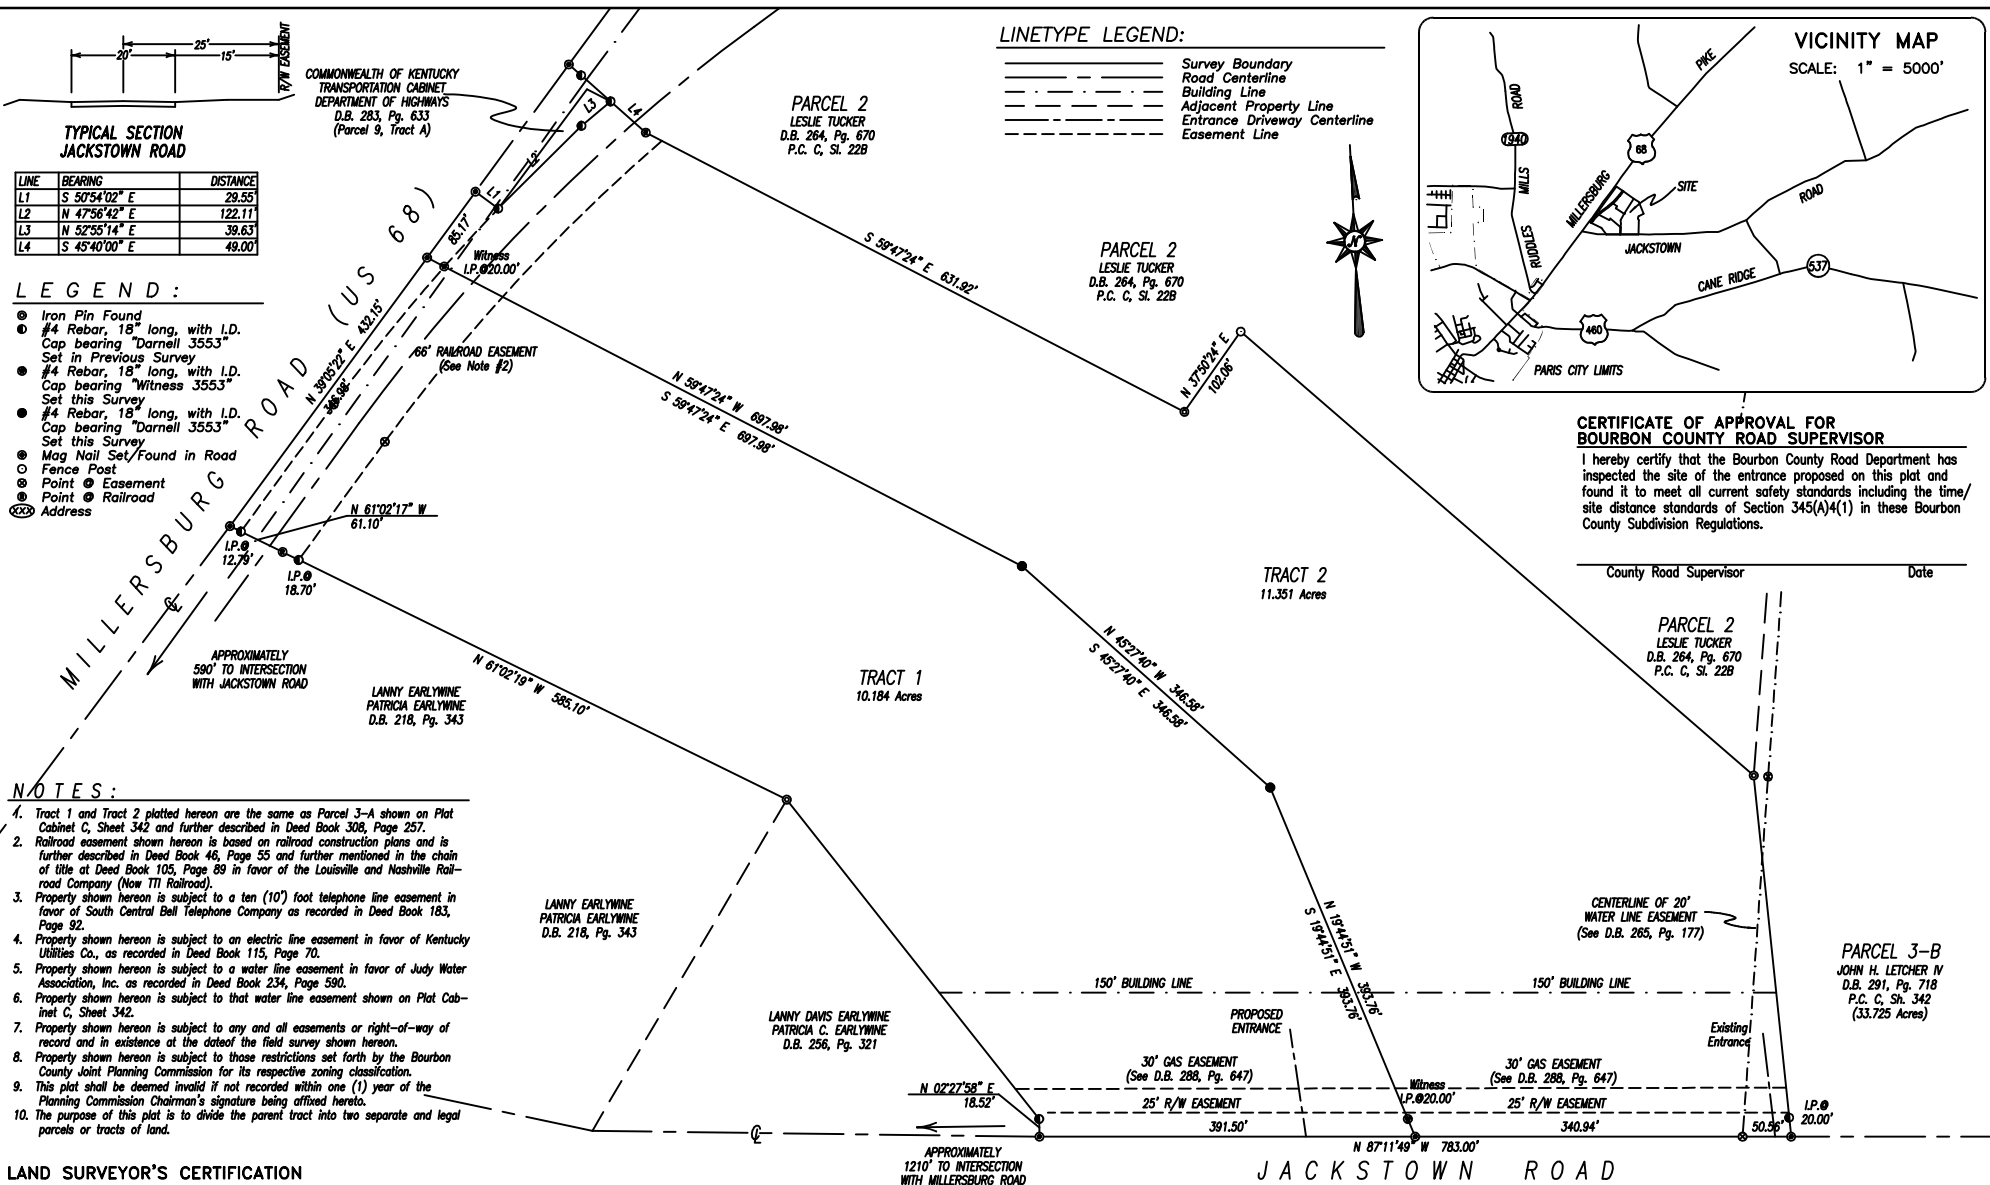 25'
20'
15'
R/W EASEMENT
TYPICAL SECTION
JACKSTOWN ROAD
LINE BEARING DISTANCE
L1 S 50°54'02" E 29.55'
L2 N 47°56'42" E 122.11'
L3 N 52°55'14" E 39.63'
L4 S 45°40'00" E 49.00'
LEGEND:
Iron Pin Found
#4 Rebar, 18" long, with I.D.
Cap bearing "Darnell 3553"
Set in Previous Survey
#4 Rebar, 18" long, with I.D.
Cap bearing "Witness 3553"
Set this Survey
#4 Rebar, 18" long, with I.D.
Cap bearing "Darnell 3553"
Set this Survey
Mag Nail Set/Found in Road
Fence Post
Point @ Easement
Point @ Railroad
XXX Address
COMMONWEALTH OF KENTUCKY
TRANSPORTATION CABINET
DEPARTMENT OF HIGHWAYS
D.B. 283, Pg. 633
(Parcel 9, Tract A)
L3
L4
L2
L1
85.17'
Witness
I.P.@20.00'
MILLERSBURG ROAD (US 68)
N 39°05'22" E 432.15'
346.98'
66' RAILROAD EASEMENT
(See Note #2)
N 61°02'17" W
61.10'
I.P.@
12.79'
I.P.@
18.70'
APPROXIMATELY
590' TO INTERSECTION
WITH JACKSTOWN ROAD
LINETYPE LEGEND:
Survey Boundary
Road Centerline
Building Line
Adjacent Property Line
Entrance Driveway Centerline
Easement Line
PARCEL 2
LESLIE TUCKER
D.B. 264, Pg. 670
P.C. C, Sl. 22B
PARCEL 2
LESLIE TUCKER
D.B. 264, Pg. 670
P.C. C, Sl. 22B
S 59°47'24" E 631.92'
N 37°50'24" E
102.06'
N 59°47'24" W 697.98'
S 59°47'24" E 697.98'
N
VICINITY MAP
SCALE: 1" = 5000'
PIKE
ROAD
1940
68
MILLS
MILLERSBURG
SITE
ROAD
RUDDLES
JACKSTOWN
CANE RIDGE
537
460
PARIS CITY LIMITS
CERTIFICATE OF APPROVAL FOR
BOURBON COUNTY ROAD SUPERVISOR
I hereby certify that the Bourbon County Road Department has
inspected the site of the entrance proposed on this plat and
found it to meet all current safety standards including the time/
site distance standards of Section 345(A)4(1) in these Bourbon
County Subdivision Regulations.
County Road Supervisor Date
TRACT 2
11.351 Acres
PARCEL 2
LESLIE TUCKER
D.B. 264, Pg. 670
P.C. C, Sl. 22B
N 45°27'40" W 346.58'
S 45°27'40" E 346.58'
N 61°02'19" W 585.10'
TRACT 1
10.184 Acres
LANNY EARLYWINE
PATRICIA EARLYWINE
D.B. 218, Pg. 343
NOTES:
1. Tract 1 and Tract 2 platted hereon are the same as Parcel 3-A shown on Plat
Cabinet C, Sheet 342 and further described in Deed Book 308, Page 257.
2. Railroad easement shown hereon is based on railroad construction plans and is
further described in Deed Book 46, Page 55 and further mentioned in the chain
of title at Deed Book 105, Page 89 in favor of the Louisville and Nashville Rail-
road Company (Now TTI Railroad).
3. Property shown hereon is subject to a ten (10') foot telephone line easement in
favor of South Central Bell Telephone Company as recorded in Deed Book 183,
Page 92.
4. Property shown hereon is subject to an electric line easement in favor of Kentucky
Utilities Co., as recorded in Deed Book 115, Page 70.
5. Property shown hereon is subject to a water line easement in favor of Judy Water
Association, Inc. as recorded in Deed Book 234, Page 590.
6. Property shown hereon is subject to that water line easement shown on Plat Cab-
inet C, Sheet 342.
7. Property shown hereon is subject to any and all easements or right-of-way of
record and in existence at the dateof the field survey shown hereon.
8. Property shown hereon is subject to those restrictions set forth by the Bourbon
County Joint Planning Commission for its respective zoning classifcation.
9. This plat shall be deemed invalid if not recorded within one (1) year of the
Planning Commission Chairman's signature being affixed hereto.
10. The purpose of this plat is to divide the parent tract into two separate and legal
parcels or tracts of land.
LAND SURVEYOR'S CERTIFICATION
LANNY EARLYWINE
PATRICIA EARLYWINE
D.B. 218, Pg. 343
LANNY DAVIS EARLYWINE
PATRICIA C. EARLYWINE
D.B. 256, Pg. 321
N 19°44'51" W 393.76'
S 19°44'51" E 393.76'
CENTERLINE OF 20'
WATER LINE EASEMENT
(See D.B. 265, Pg. 177)
PARCEL 3-B
JOHN H. LETCHER IV
D.B. 291, Pg. 718
P.C. C, Sh. 342
(33.725 Acres)
150' BUILDING LINE
150' BUILDING LINE
PROPOSED
ENTRANCE
Existing
Entrance
30' GAS EASEMENT
(See D.B. 288, Pg. 647)
30' GAS EASEMENT
(See D.B. 288, Pg. 647)
N 02°27'58" E
18.52'
Witness
I.P.@20.00'
25' R/W EASEMENT
25' R/W EASEMENT
I.P.@
20.00'
391.50'
340.94'
50.56'
N 87°11'49" W 783.00'
APPROXIMATELY
1210' TO INTERSECTION
WITH MILLERSBURG ROAD
JACKSTOWN ROAD